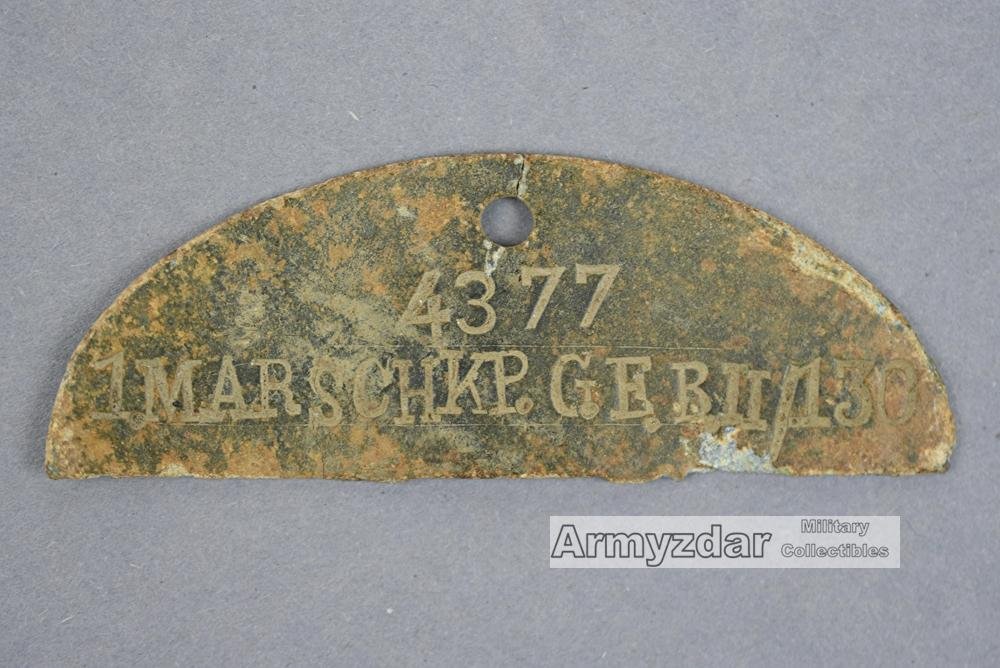 4377
1.MARSCHKP.G.E.B.II/130
Armyzdar Military Collectibles